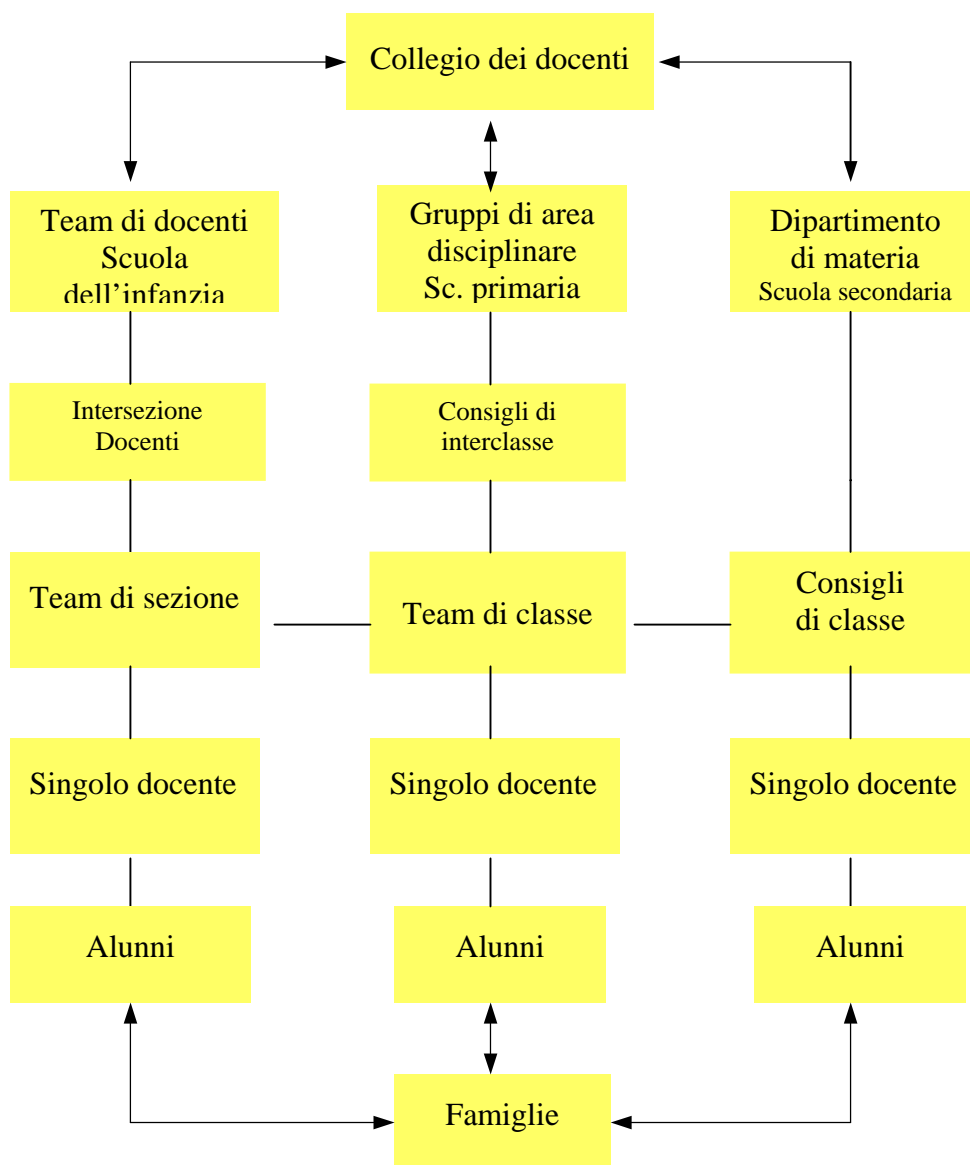 Collegio dei docenti
Team di docenti
Scuola
dell’infanzia
Gruppi di area
disciplinare
Sc. primaria
Dipartimento
di materia
Scuola secondaria
Intersezione
Docenti
Consigli di
interclasse
Team di sezione
Team di classe
Consigli
di classe
Singolo docente
Singolo docente
Singolo docente
Alunni
Alunni
Alunni
Famiglie